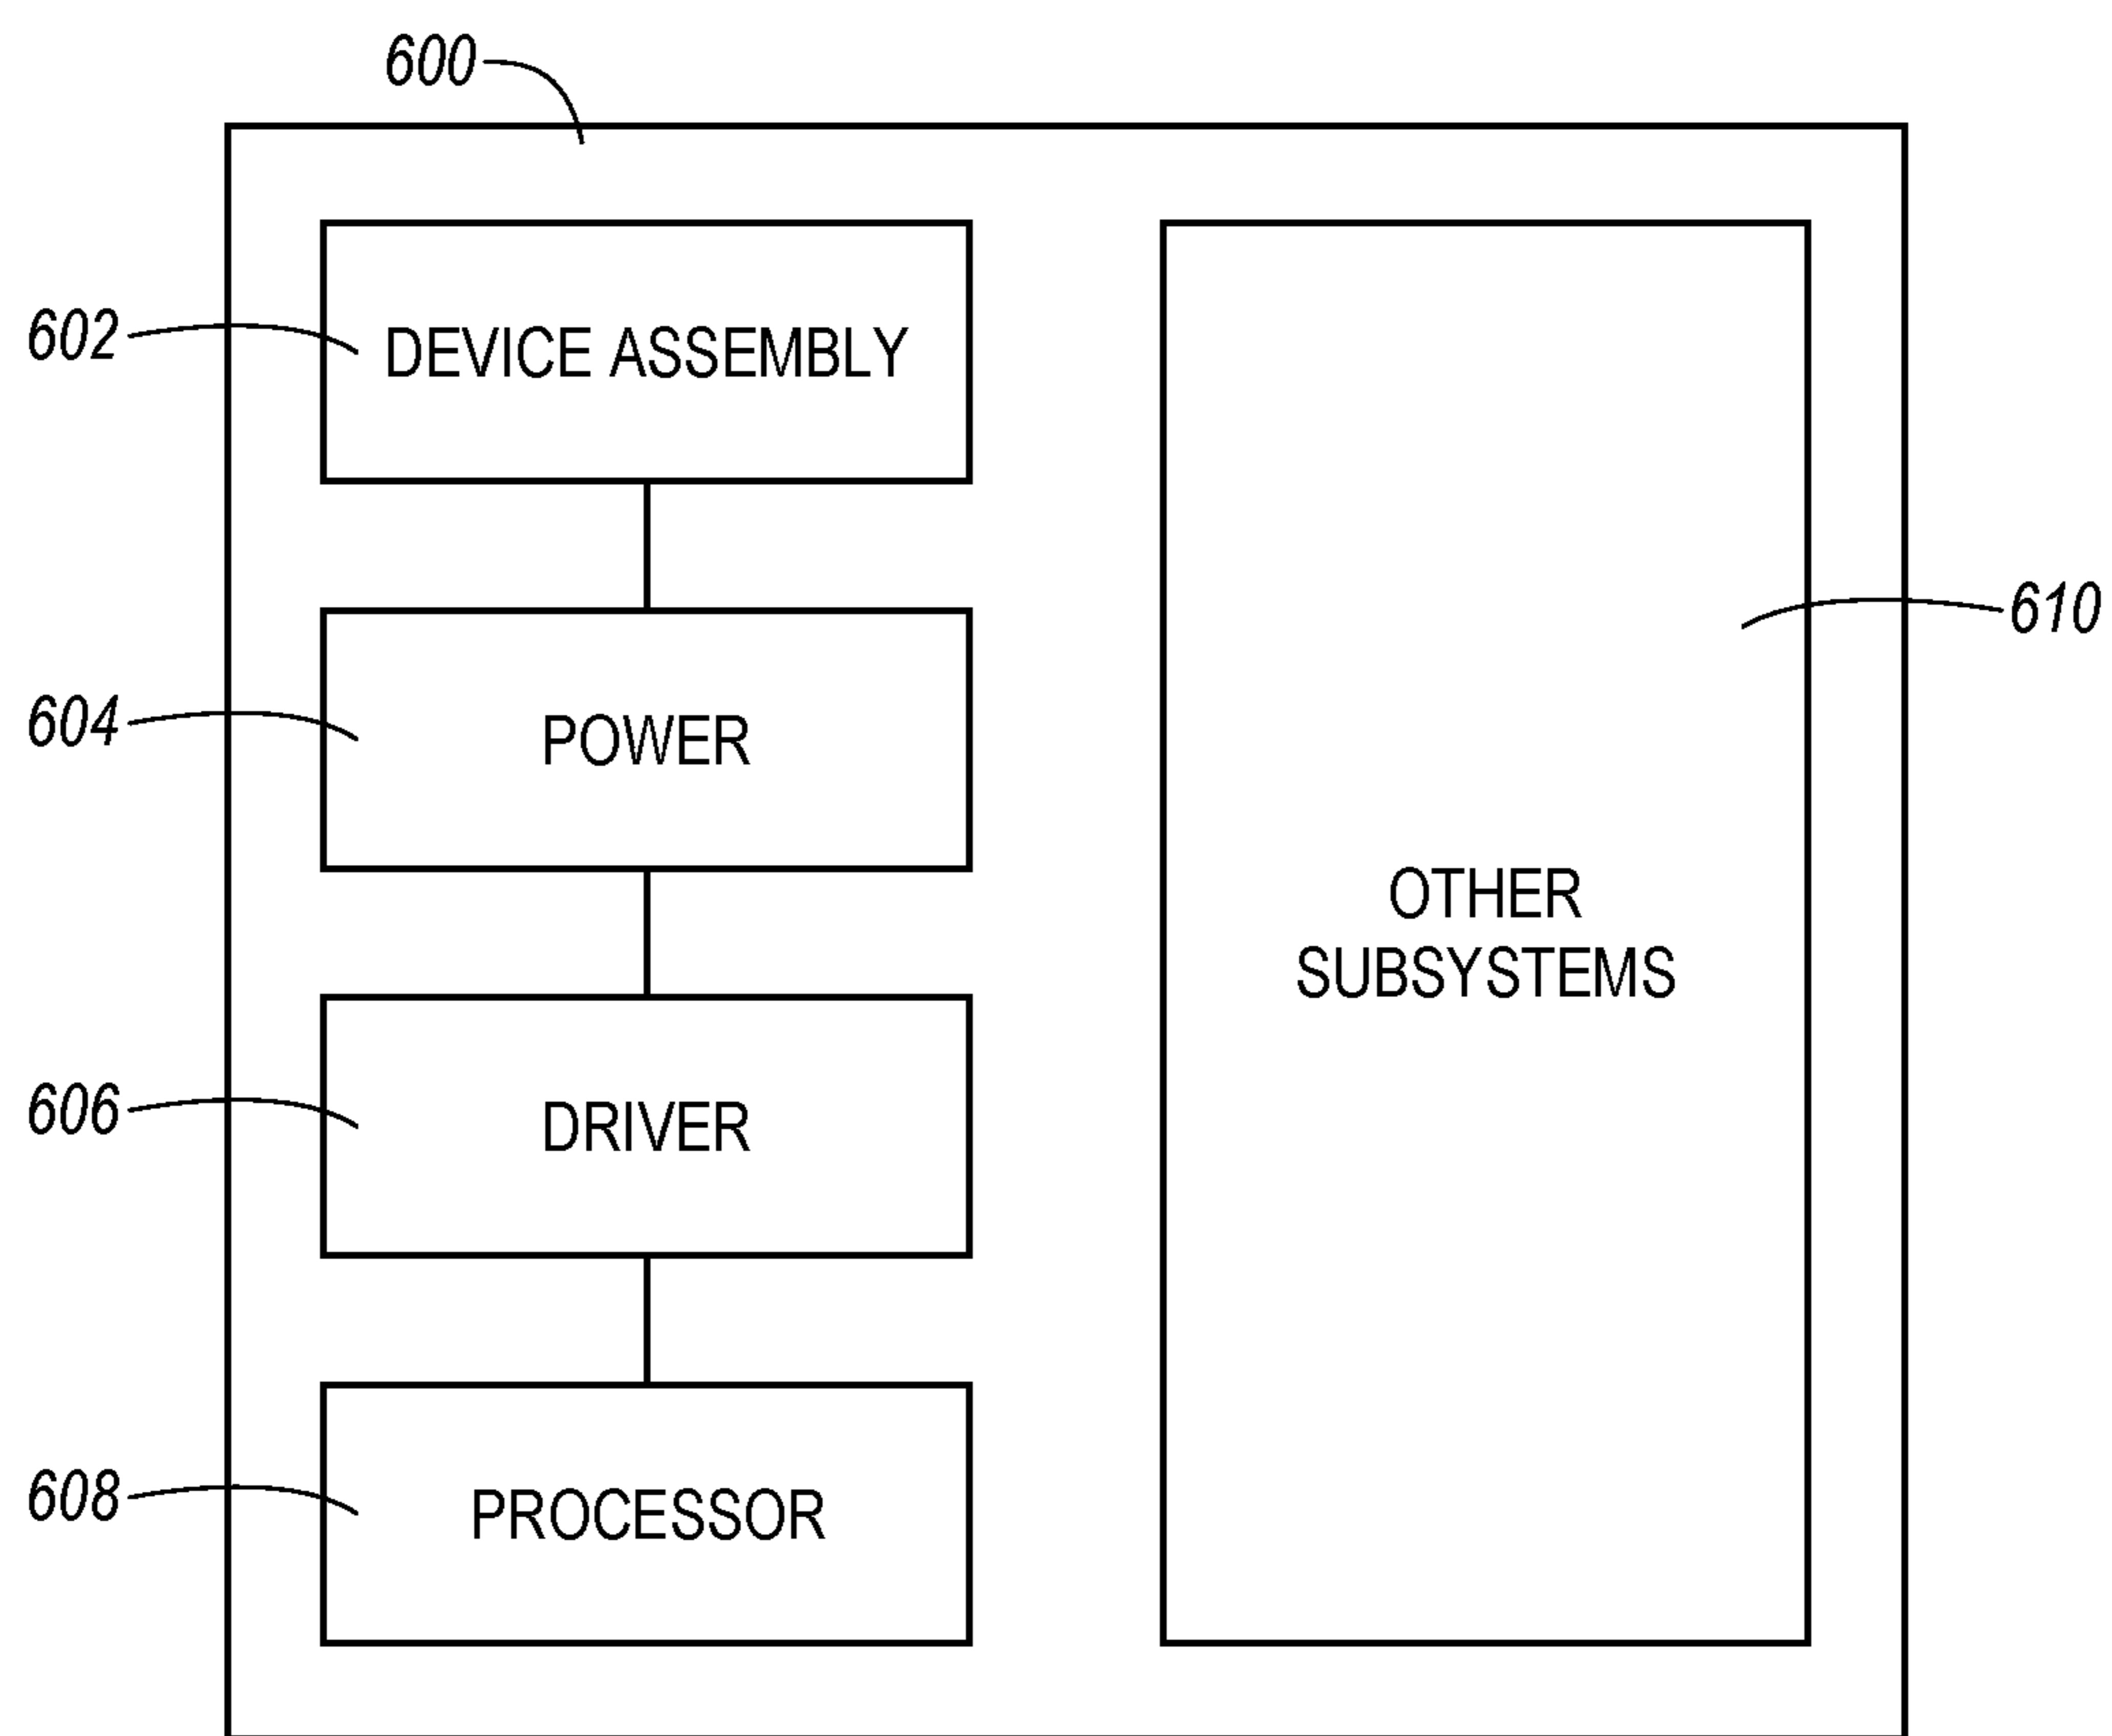 600
602
DEVICE ASSEMBLY
604
POWER
606
DRIVER
608
PROCESSOR
OTHER
SUBSYSTEMS
610